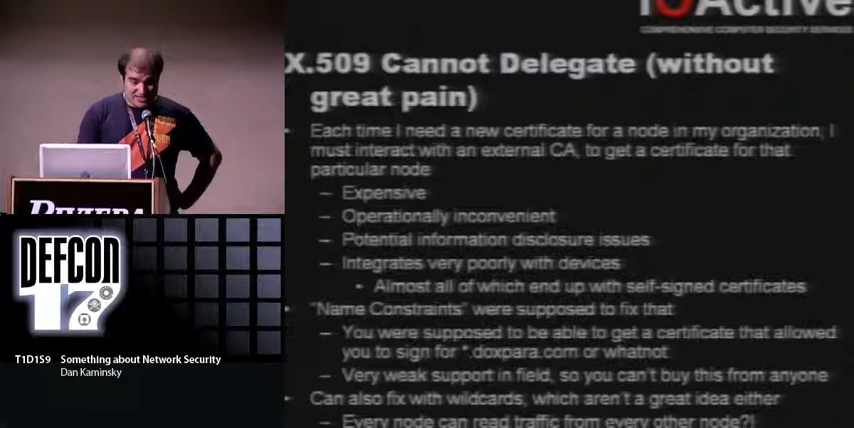 IOActive
COMPREHENSIVE COMPUTER SECURITY SERVICES
X.509 Cannot Delegate (without
great pain)
• Each time I need a new certificate for a node in my organization, I
must interact with an external CA, to get a certificate for that
particular node
– Expensive
– Operationally inconvenient
– Potential information disclosure issues
– Integrates very poorly with devices
• Almost all of which end up with self-signed certificates
• "Name Constraints" were supposed to fix that
– You were supposed to be able to get a certificate that allowed
you to sign for *.doxpara.com or whatnot
– Very weak support in field, so you can't buy this from anyone
• Can also fix with wildcards, which aren't a great idea either
– Every node can read traffic from every other node?!
RIVIERA
DEFCON
17
T1D1S9 Something about Network Security
Dan Kaminsky